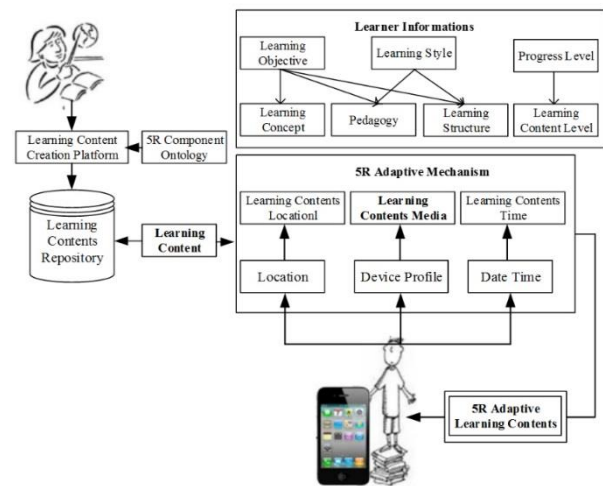 Learner Informations
Learning
Objective
Learning Style
Progress Level
Learning
Concept
Pedagogy
Learning
Structure
Learning
Content Level
Learning Content
Creation Platform
5R Component
Ontology
Learning
Contents
Repository
Learning
Content
5R Adaptive Mechanism
Learning Contents
Locationl
Learning
Contents Media
Learning Contents
Time
Location
Device Profile
Date Time
5R Adaptive
Learning Contents